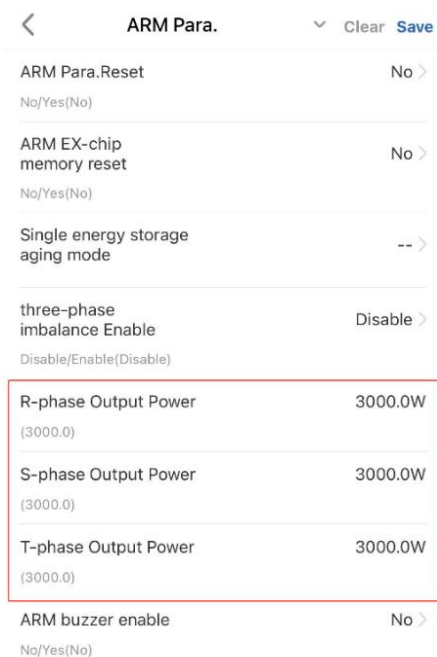 ARM Para.
Clear Save
ARM Para.Reset
No
No/Yes(No)
ARM EX-chip
memory reset
No
No/Yes(No)
Single energy storage
aging mode
--
three-phase
imbalance Enable
Disable
Disable/Enable(Disable)
R-phase Output Power
3000.0W
(3000.0)
S-phase Output Power
3000.0W
(3000.0)
T-phase Output Power
3000.0W
(3000.0)
ARM buzzer enable
No
No/Yes(No)